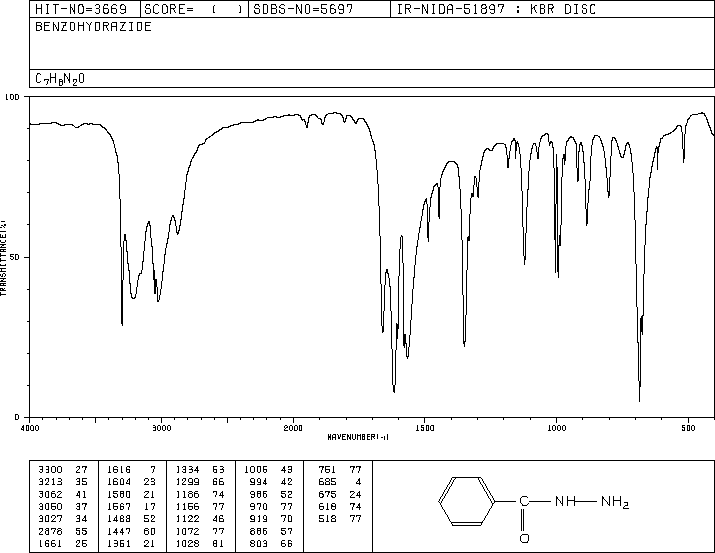 HIT-NO=3669 SCORE= ( ) SDBS-NO=5697 IR-NIDA-51897 : KBR DISC
BENZOHYDRAZIDE
C7H8N2O
100
50
0
TRANSMITTANCE(%)
4000 3000 2000 1500 1000 500
WAVENUMBER(-1)
3300 27 1616 7 1334 53 1006 43 751 77
3213 35 1604 23 1299 66 994 42 685 4
3062 41 1580 21 1186 74 986 52 675 24
3050 37 1567 17 1156 77 970 77 618 74
3027 34 1488 52 1122 46 919 70 518 77
2876 55 1447 60 1072 77 886 57
1661 25 1351 21 1028 81 803 66
C NH NH2
O